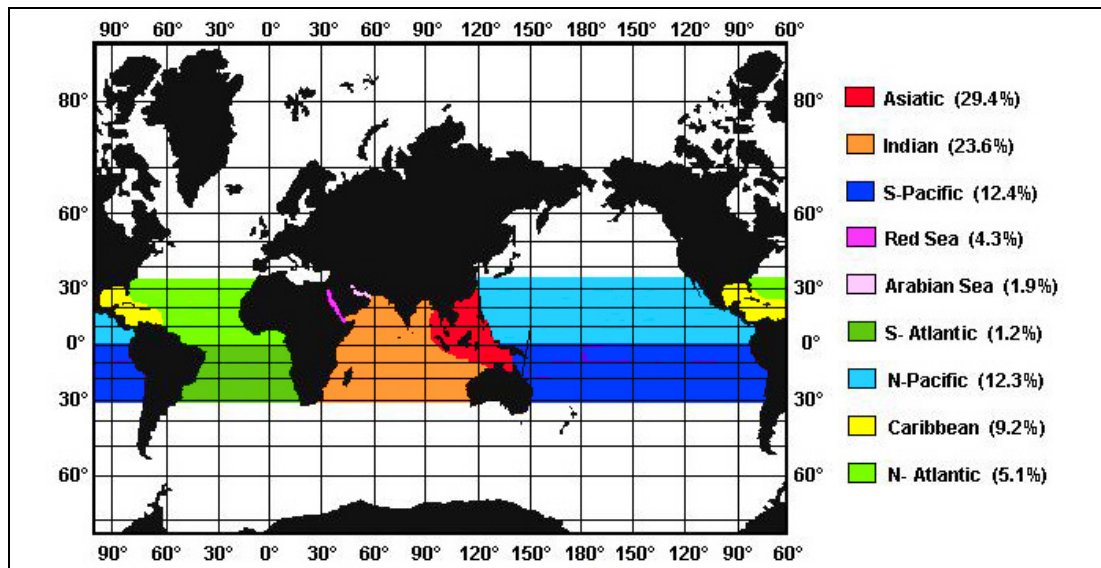 90° 60° 30° 0° 30° 60° 90° 120° 150° 180° 150° 120° 90° 60°
80° 80°
60° 60°
30° 30°
0° 0°
30° 30°
60° 60°
90° 60° 30° 0° 30° 60° 90° 120° 150° 180° 150° 120° 90° 60°
Asiatic (29.4%)
Indian (23.6%)
S-Pacific (12.4%)
Red Sea (4.3%)
Arabian Sea (1.9%)
S- Atlantic (1.2%)
N-Pacific (12.3%)
Caribbean (9.2%)
N- Atlantic (5.1%)